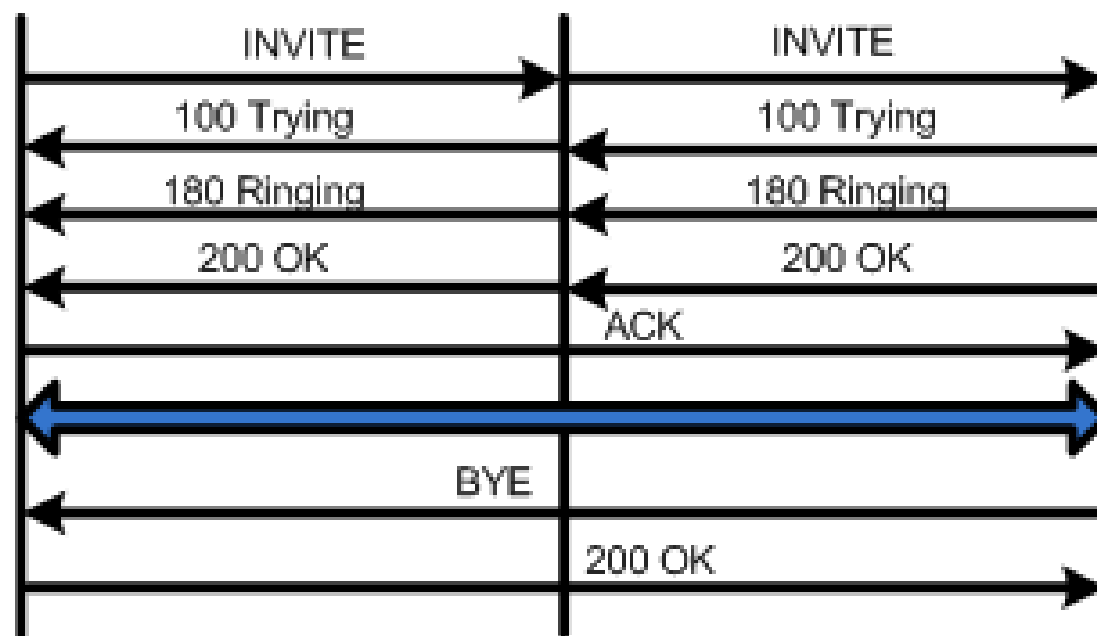 INVITE
INVITE
100 Trying
100 Trying
180 Ringing
180 Ringing
200 OK
200 OK
ACK
BYE
200 OK